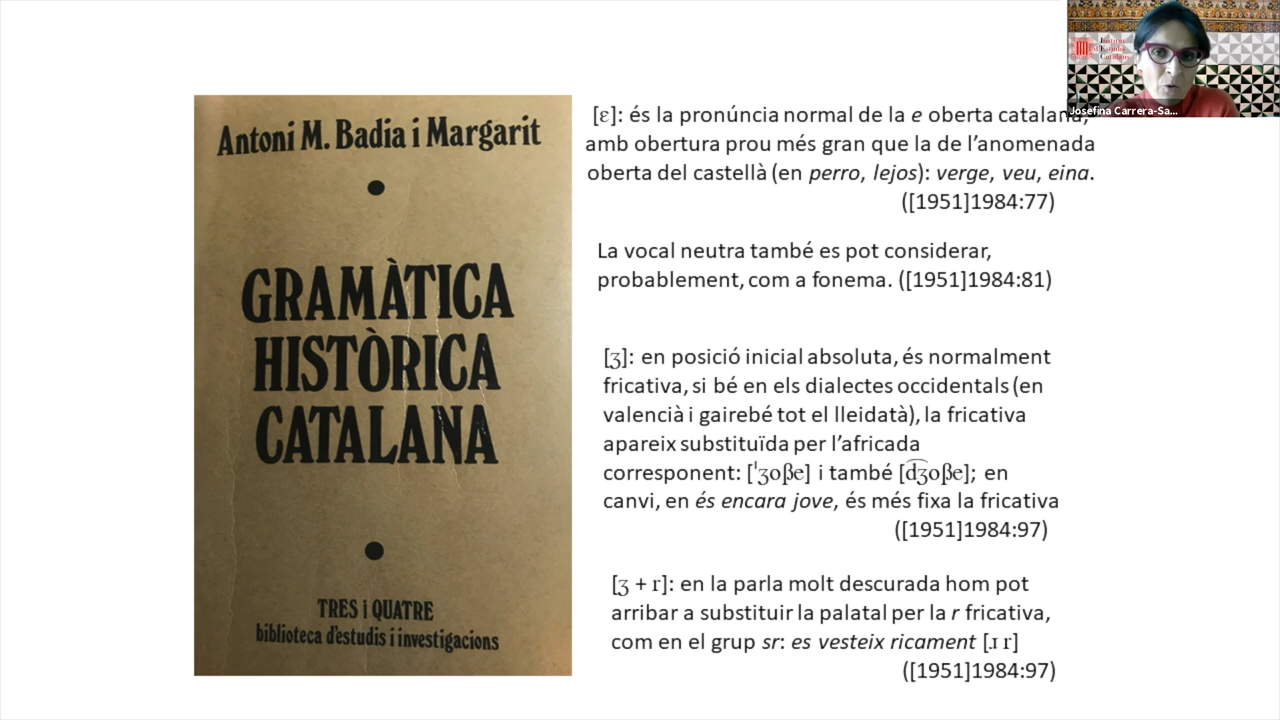 Antoni M. Badia i Margarit
GRAMÀTICA
HISTÒRICA
CATALANA
TRES i QUATRE
biblioteca d'estudis i investigacions
[ɛ]: és la pronúncia normal de la e oberta catalana,
amb obertura prou més gran que la de l'anomenada
oberta del castellà (en perro, lejos): verge, veu, eina.
([1951]1984:77)
La vocal neutra també es pot considerar,
probablement, com a fonema. ([1951]1984:81)
[ʒ]: en posició inicial absoluta, és normalment
fricativa, si bé en els dialectes occidentals (en
valencià i gairebé tot el lleidatà), la fricativa
apareix substituïda per l'africada
corresponent: [ˈʒoβe] i també [d͡ʒoβe]; en
canvi, en és encara jove, és més fixa la fricativa
([1951]1984:97)
[ʒ + r]: en la parla molt descurada hom pot
arribar a substituir la palatal per la r fricativa,
com en el grup sr: es vesteix ricament [ɹ r]
([1951]1984:97)
Institut
d'Estudis
Catalans
Josefina Carrera-Sa...